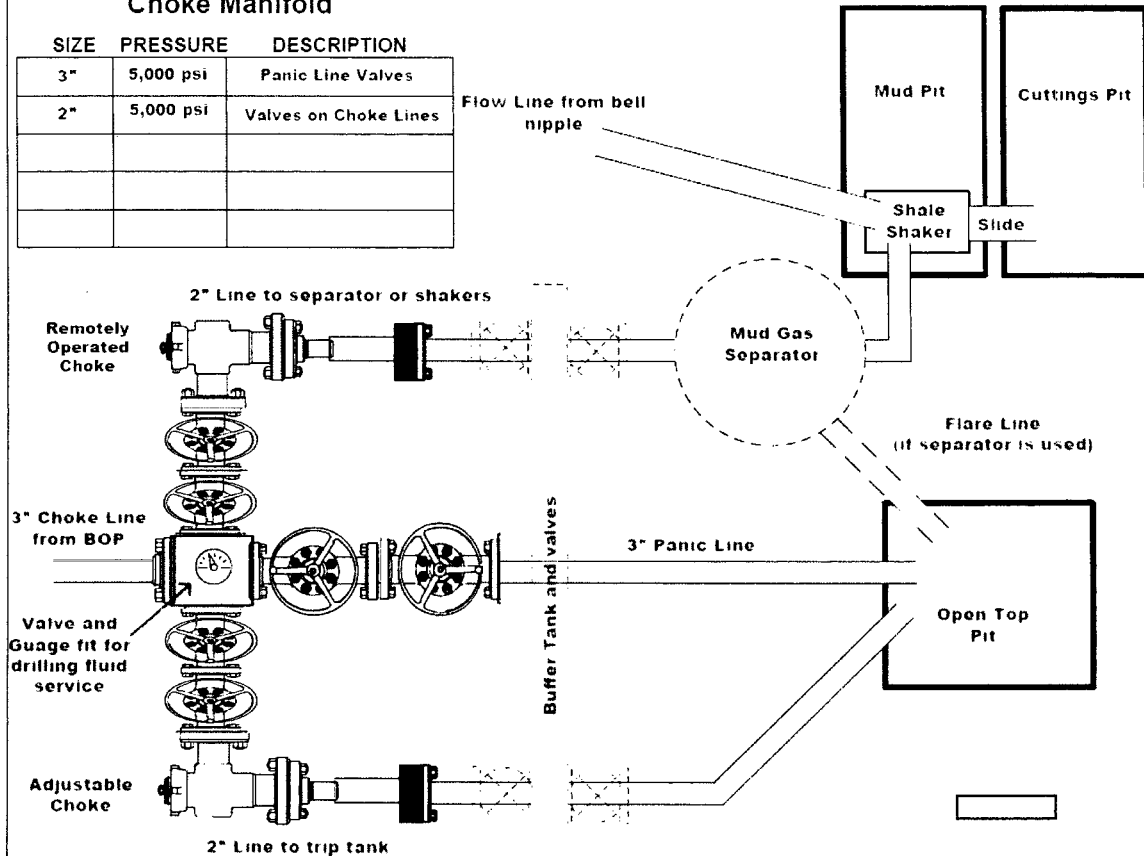 Choke Manifold
SIZE PRESSURE DESCRIPTION
3" 5,000 psi Panic Line Valves
2" 5,000 psi Valves on Choke Lines
Flow Line from bell
nipple
Mud Pit
Cuttings Pit
Shale
Shaker
Slide
2" Line to separator or shakers
Remotely
Operated
Choke
Mud Gas
Separator
Flare Line
(if separator is used)
3" Choke Line
from BOP
3" Panic Line
Buffer Tank and valves
Open Top
Pit
Valve and
Guage fit for
drilling fluid
service
Adjustable
Choke
2" Line to trip tank